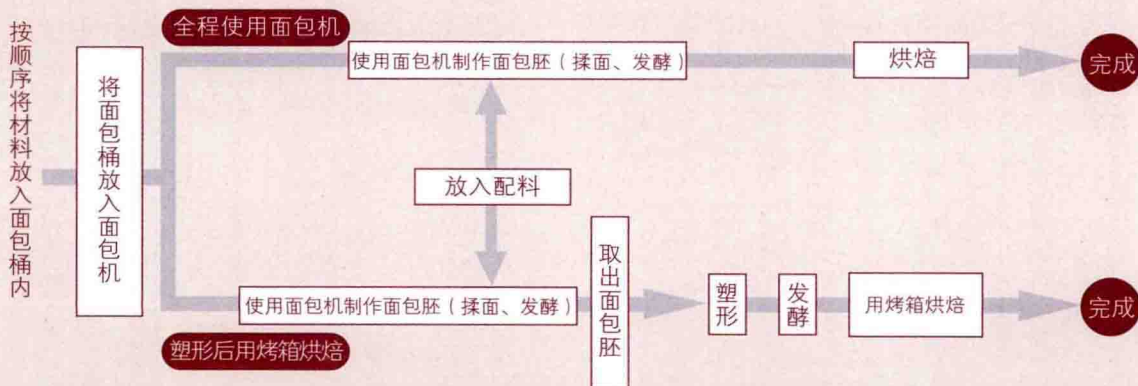 按顺序将材料放入面包桶内
将面包桶放入面包机
全程使用面包机
使用面包机制作面包胚（揉面、发酵）
烘焙
完成
放入配料
使用面包机制作面包胚（揉面、发酵）
取出面包胚
塑形
发酵
用烤箱烘焙
完成
塑形后用烤箱烘焙